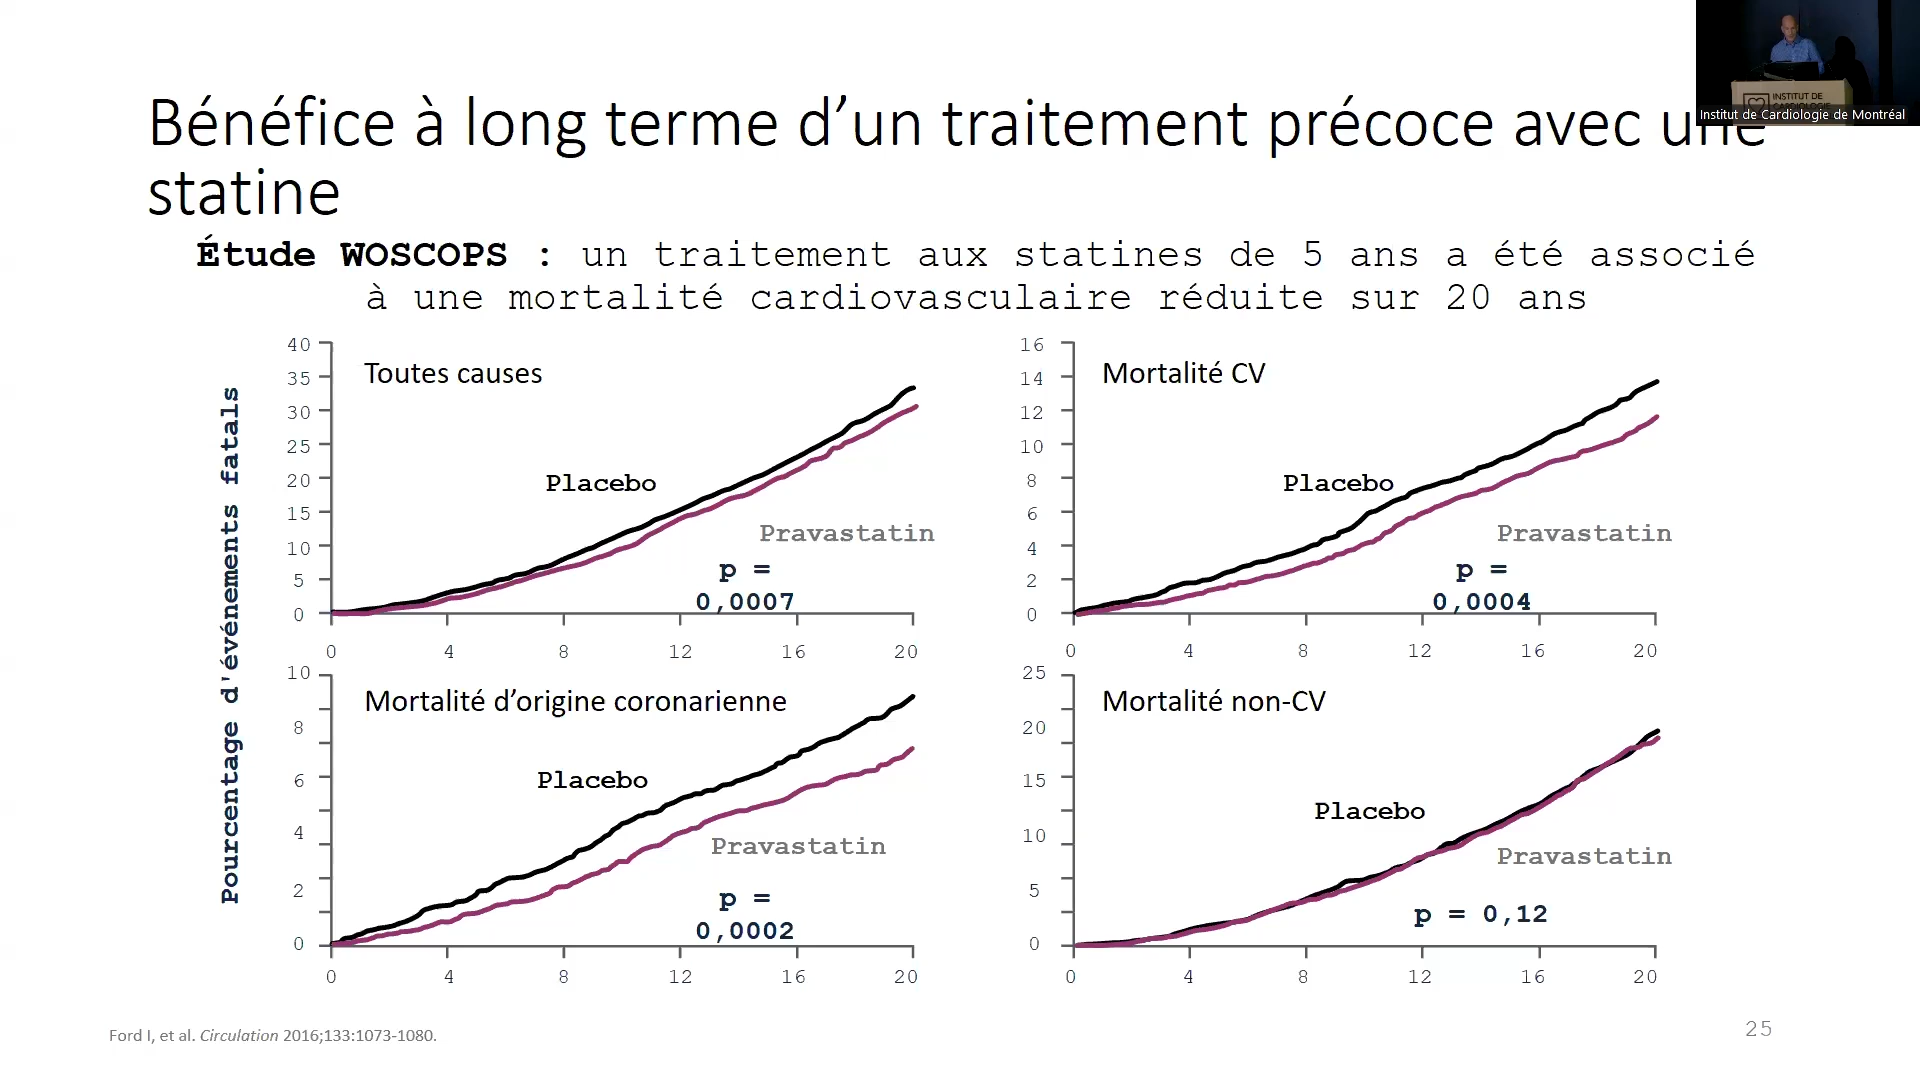 INSTITUT DE
CARDIOLOGIE
Institut de Cardiologie de Montréal
Bénéfice à long terme d’un traitement précoce avec une
statine
Étude WOSCOPS : un traitement aux statines de 5 ans a été associé
à une mortalité cardiovasculaire réduite sur 20 ans
Pourcentage d'événements fatals
Toutes causes
40
35
30
25
20
15
10
5
0
Placebo
Pravastatin
p =
0,0007
0 4 8 12 16 20
Mortalité CV
16
14
12
10
8
6
4
2
0
Placebo
Pravastatin
p =
0,0004
0 4 8 12 16 20
Mortalité d’origine coronarienne
10
8
6
4
2
0
Placebo
Pravastatin
p =
0,0002
0 4 8 12 16 20
Mortalité non-CV
25
20
15
10
5
0
Placebo
Pravastatin
p = 0,12
0 4 8 12 16 20
Ford I, et al. Circulation 2016;133:1073-1080.
25